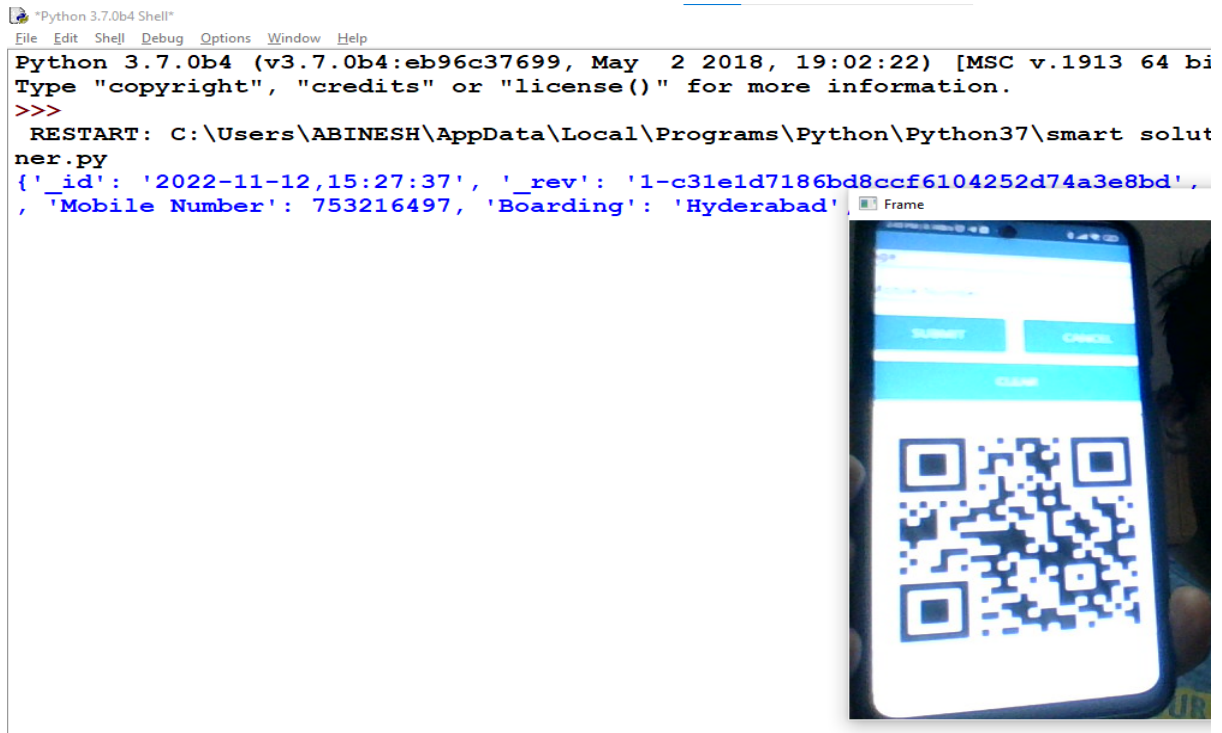 *Python 3.7.0b4 Shell*
File Edit Shell Debug Options Window Help
Python 3.7.0b4 (v3.7.0b4:eb96c37699, May  2 2018, 19:02:22) [MSC v.1913 64 bi
Type "copyright", "credits" or "license()" for more information.
>>>
RESTART: C:\Users\ABINESH\AppData\Local\Programs\Python\Python37\smart solut
ner.py
{'_id': '2022-11-12,15:27:37', '_rev': '1-c31e1d7186bd8ccf6104252d74a3e8bd',
, 'Mobile Number': 753216497, 'Boarding': 'Hyderabad',
Frame
SUBMIT CANCEL
CLEAR
UR